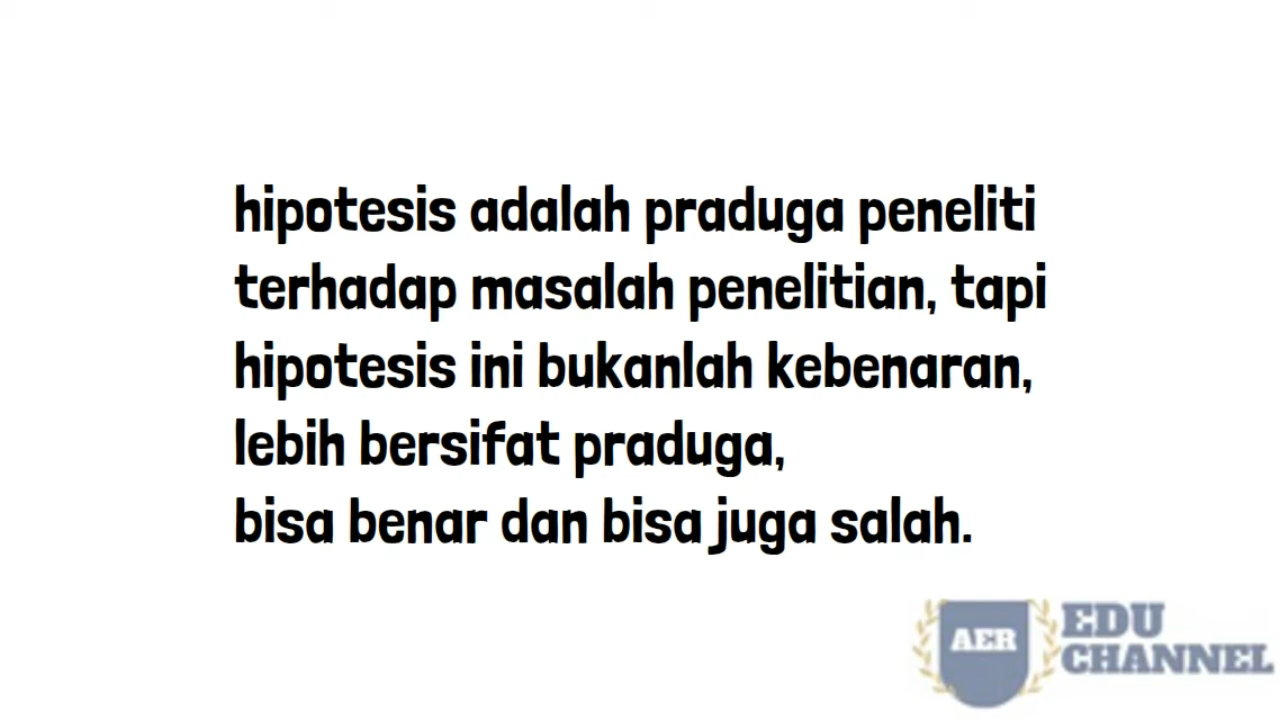 hipotesis adalah praduga peneliti
terhadap masalah penelitian, tapi
hipotesis ini bukanlah kebenaran,
lebih bersifat praduga,
bisa benar dan bisa juga salah.
AER
EDU
CHANNEL